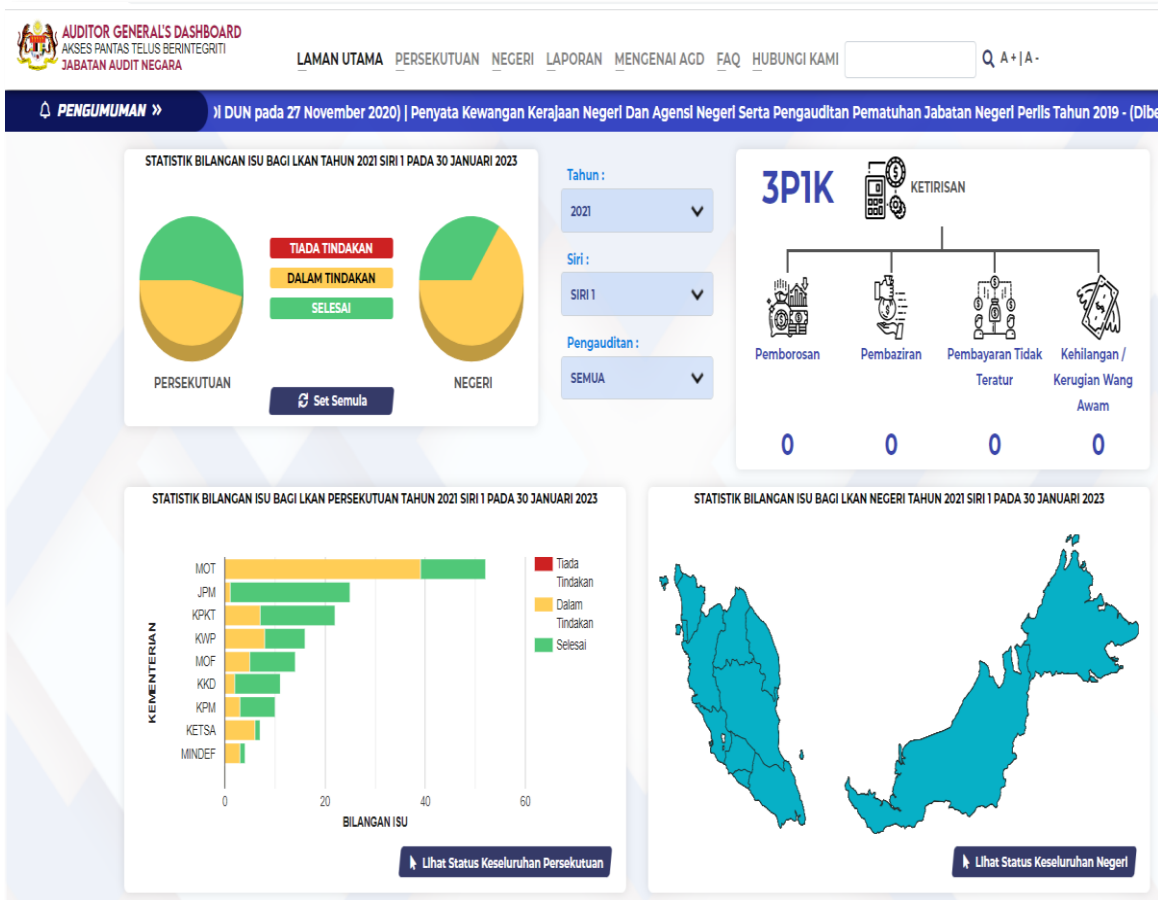 AUDITOR GENERAL'S DASHBOARD
AKSES PANTAS TELUS BERINTEGRITI
JABATAN AUDIT NEGARA
LAMAN UTAMA PERSEKUTUAN NEGERI LAPORAN MENGENAI AGD FAQ HUBUNGI KAMI A + | A -
PENGUMUMAN » DUN pada 27 November 2020) | Penyata Kewangan Kerajaan Negeri Dan Agensi Negeri Serta Pengauditan Pematuhan Jabatan Negeri Perlis Tahun 2019 - (Dibe
STATISTIK BILANGAN ISU BAGI LKAN TAHUN 2021 SIRI 1 PADA 30 JANUARI 2023
TIADA TINDAKAN
DALAM TINDAKAN
SELESAI
PERSEKUTUAN
NEGERI
Set Semula
Tahun :
2021
Siri :
SIRI 1
Pengauditan :
SEMUA
3P1K
KETIRISAN
Pemborosan
Pembaziran
Pembayaran Tidak
Teratur
Kehilangan /
Kerugian Wang
Awam
0 0 0 0
STATISTIK BILANGAN ISU BAGI LKAN PERSEKUTUAN TAHUN 2021 SIRI 1 PADA 30 JANUARI 2023
KEMENTERIAN
MOT
JPM
KPKT
KWP
MOF
KKD
KPM
KETSA
MINDEF
0 20 40 60
BILANGAN ISU
Tiada
Tindakan
Dalam
Tindakan
Selesai
Lihat Status Keseluruhan Persekutuan
STATISTIK BILANGAN ISU BAGI LKAN NEGERI TAHUN 2021 SIRI 1 PADA 30 JANUARI 2023
Lihat Status Keseluruhan Negeri